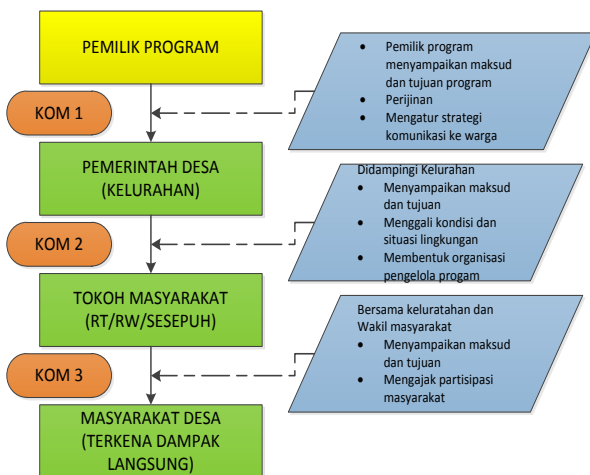 PEMILIK PROGRAM
• Pemilik program
menyampaikan maksud
dan tujuan program
• Perijinan
• Mengatur strategi
komunikasi ke warga
KOM 1
PEMERINTAH DESA
(KELURAHAN)
Didampingi Kelurahan
• Menyampaikan maksud
dan tujuan
• Menggali kondisi dan
situasi lingkungan
• Membentuk organisasi
pengelola progam
KOM 2
TOKOH MASYARAKAT
(RT/RW/SESEPUH)
Bersama keluratahan dan
Wakil masyarakat
• Menyampaikan maksud
dan tujuan
• Mengajak partisipasi
masyarakat
KOM 3
MASYARAKAT DESA
(TERKENA DAMPAK
LANGSUNG)